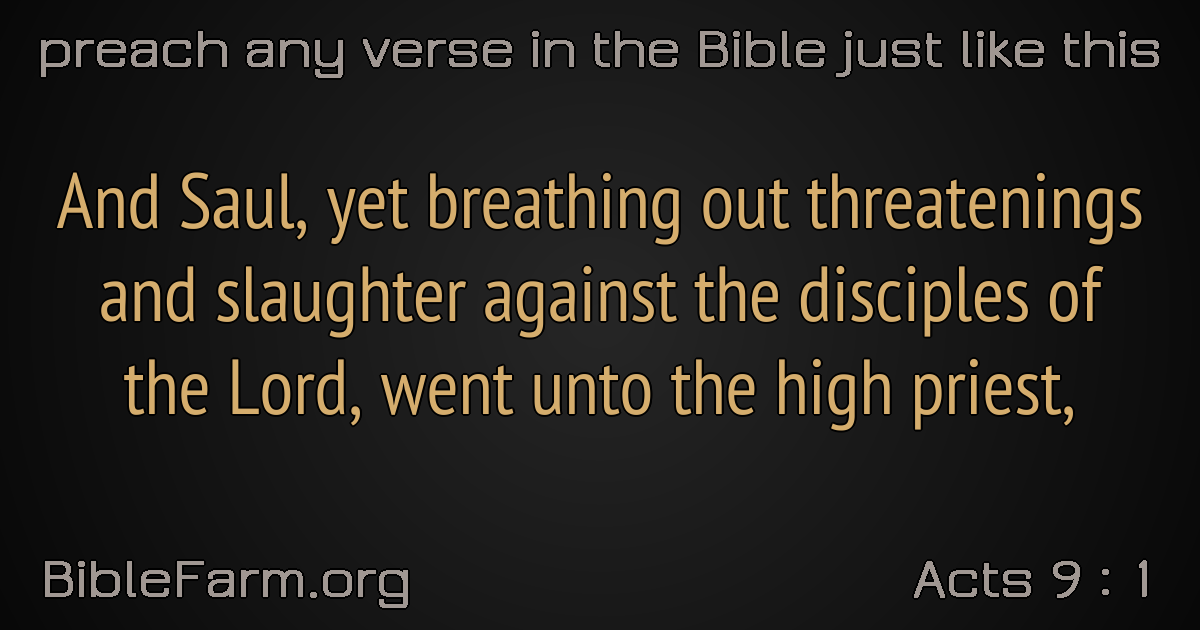 preach any verse in the Bible just like this
And Saul, yet breathing out threatenings
and slaughter against the disciples of
the Lord, went unto the high priest,
BibleFarm.org
Acts 9 : 1